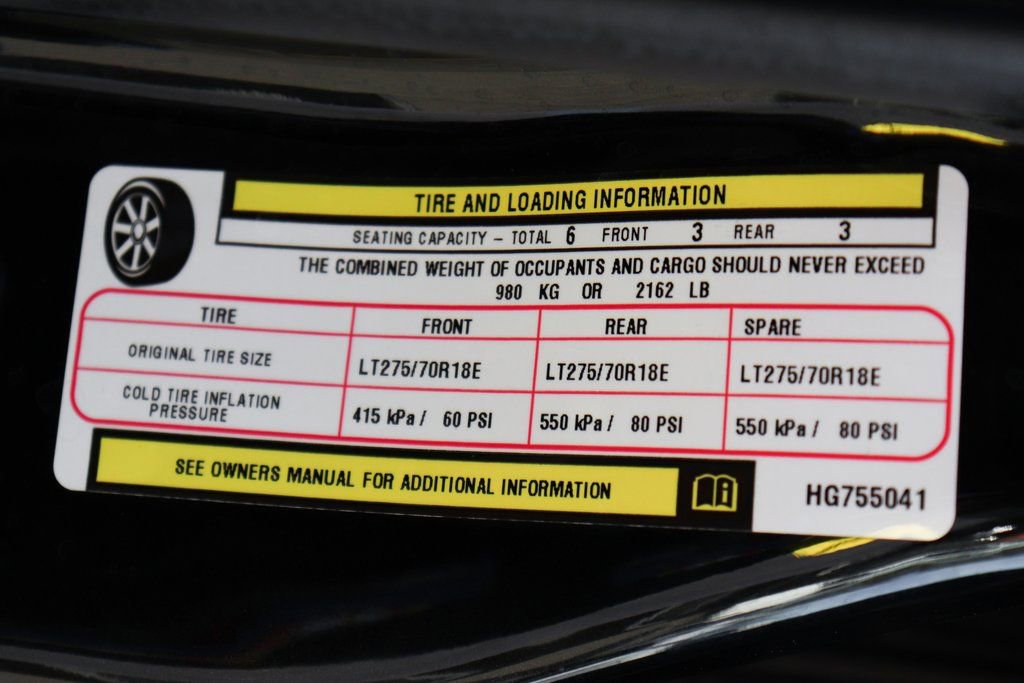 TIRE AND LOADING INFORMATION
SEATING CAPACITY – TOTAL 6 FRONT 3 REAR 3
THE COMBINED WEIGHT OF OCCUPANTS AND CARGO SHOULD NEVER EXCEED
980 KG OR 2162 LB
TIRE FRONT REAR SPARE
ORIGINAL TIRE SIZE LT275/70R18E LT275/70R18E LT275/70R18E
COLD TIRE INFLATION
PRESSURE 415 kPa / 60 PSI 550 kPa / 80 PSI 550 kPa / 80 PSI
SEE OWNERS MANUAL FOR ADDITIONAL INFORMATION
HG755041